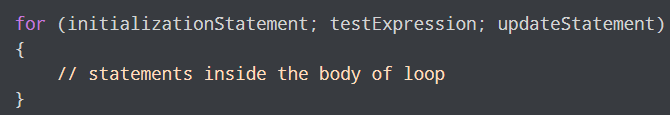 for (initializationStatement; testExpression; updateStatement)
{
    // statements inside the body of loop
}